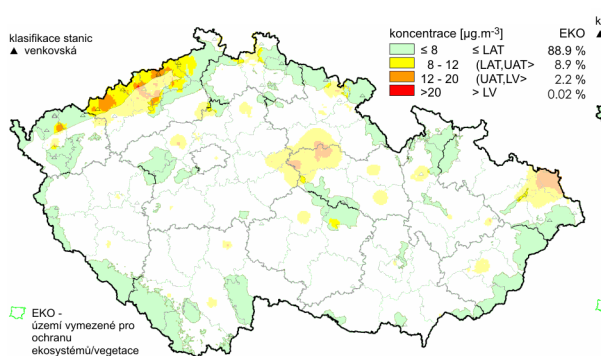 klasifikace stanic
▲ venkovská
koncentrace [µg.m⁻³] EKO
≤ 8 ≤ LAT 88.9 %
8 - 12 (LAT,UAT> 8.9 %
12 - 20 (UAT,LV> 2.2 %
>20 > LV 0.02 %
EKO -
území vymezené pro
ochranu
ekosystémů/vegetace
k